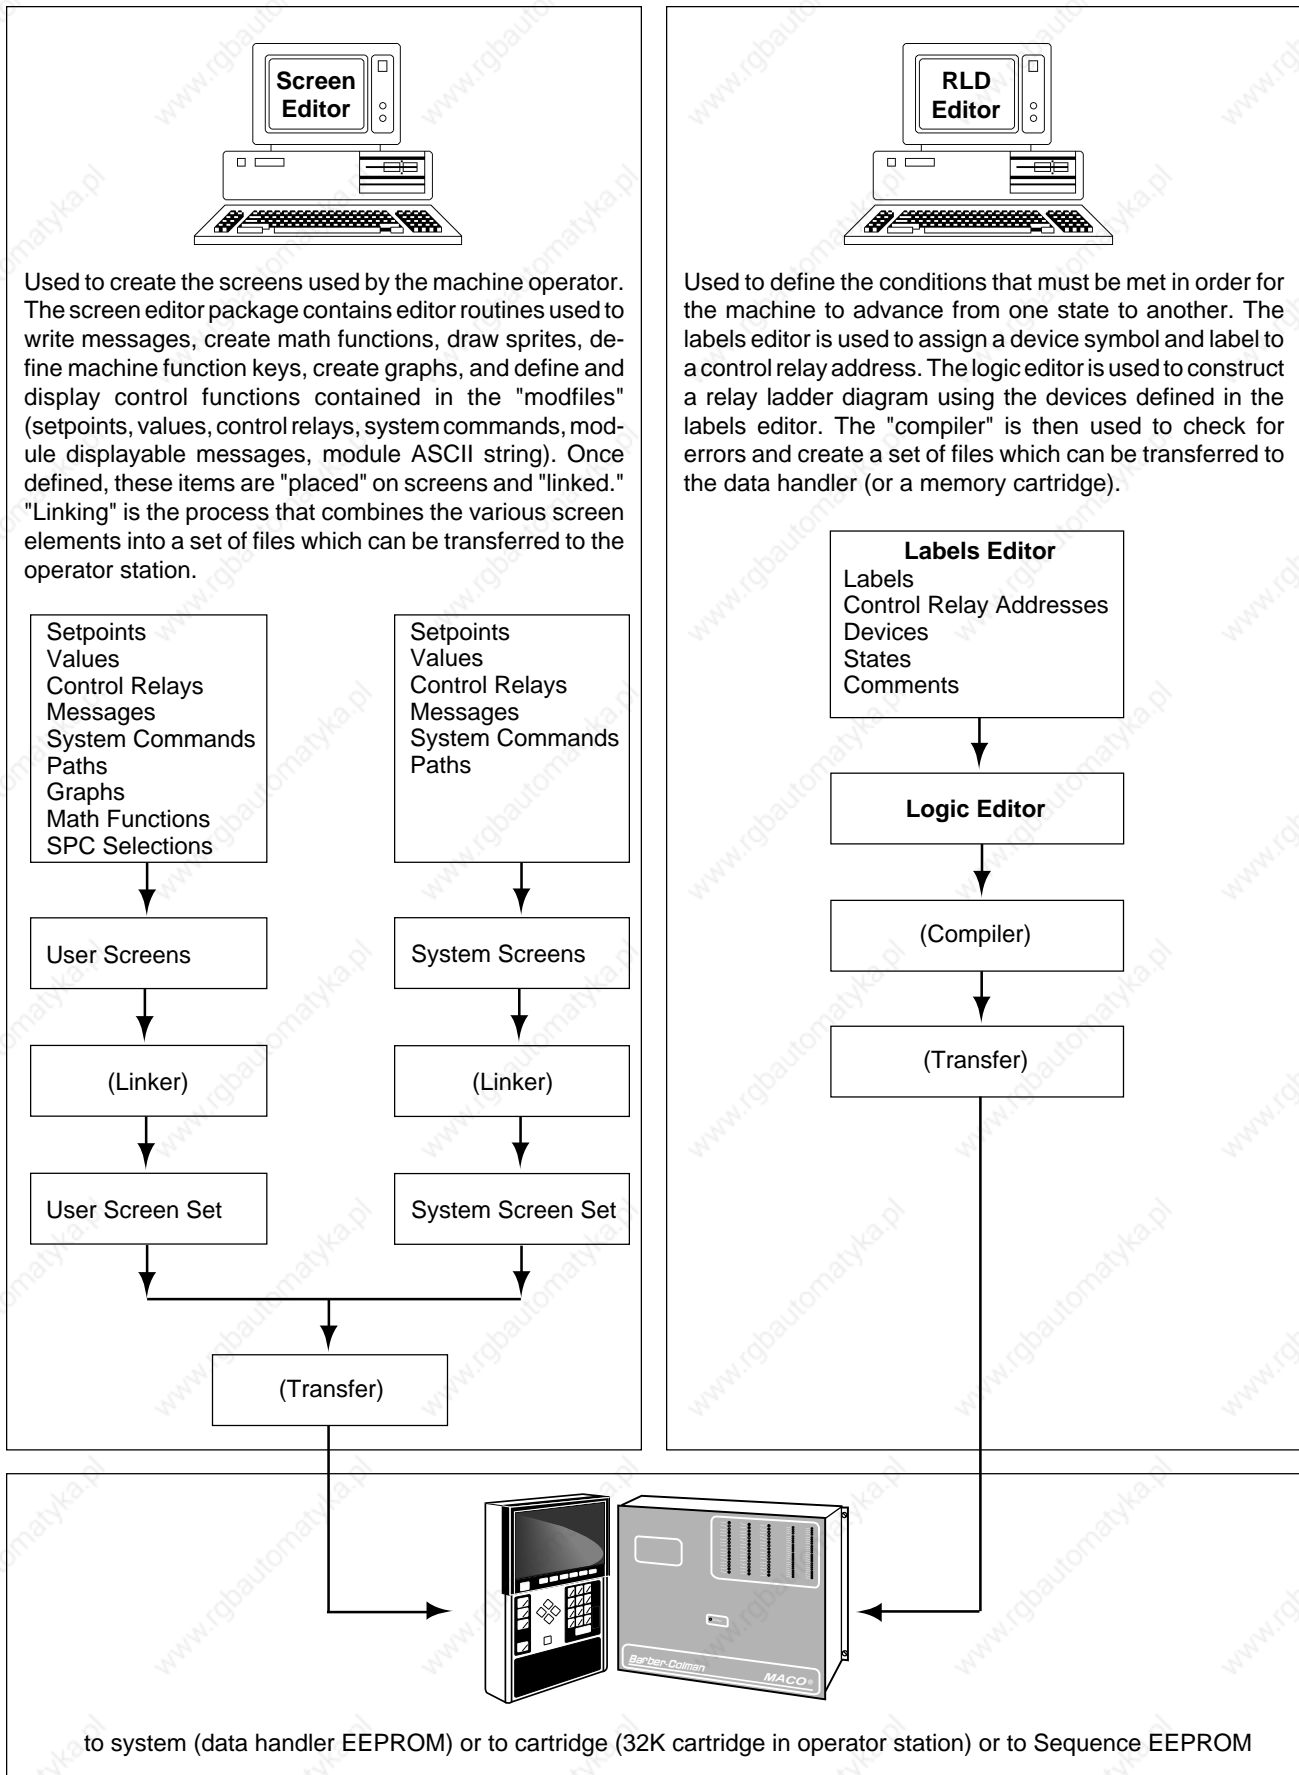 Screen
Editor
Used to create the screens used by the machine operator.
The screen editor package contains editor routines used to
write messages, create math functions, draw sprites, de-
fine machine function keys, create graphs, and define and
display control functions contained in the "modfiles"
(setpoints, values, control relays, system commands, mod-
ule displayable messages, module ASCII string). Once
defined, these items are "placed" on screens and "linked."
"Linking" is the process that combines the various screen
elements into a set of files which can be transferred to the
operator station.
Setpoints
Values
Control Relays
Messages
System Commands
Paths
Graphs
Math Functions
SPC Selections
User Screens
(Linker)
User Screen Set
Setpoints
Values
Control Relays
Messages
System Commands
Paths
System Screens
(Linker)
System Screen Set
(Transfer)
RLD
Editor
Used to define the conditions that must be met in order for
the machine to advance from one state to another. The
labels editor is used to assign a device symbol and label to
a control relay address. The logic editor is used to construct
a relay ladder diagram using the devices defined in the
labels editor. The "compiler" is then used to check for
errors and create a set of files which can be transferred to
the data handler (or a memory cartridge).
Labels Editor
Labels
Control Relay Addresses
Devices
States
Comments
Logic Editor
(Compiler)
(Transfer)
Barber-Colman
MACO®
to system (data handler EEPROM) or to cartridge (32K cartridge in operator station) or to Sequence EEPROM
www.rgbautomatyka.pl